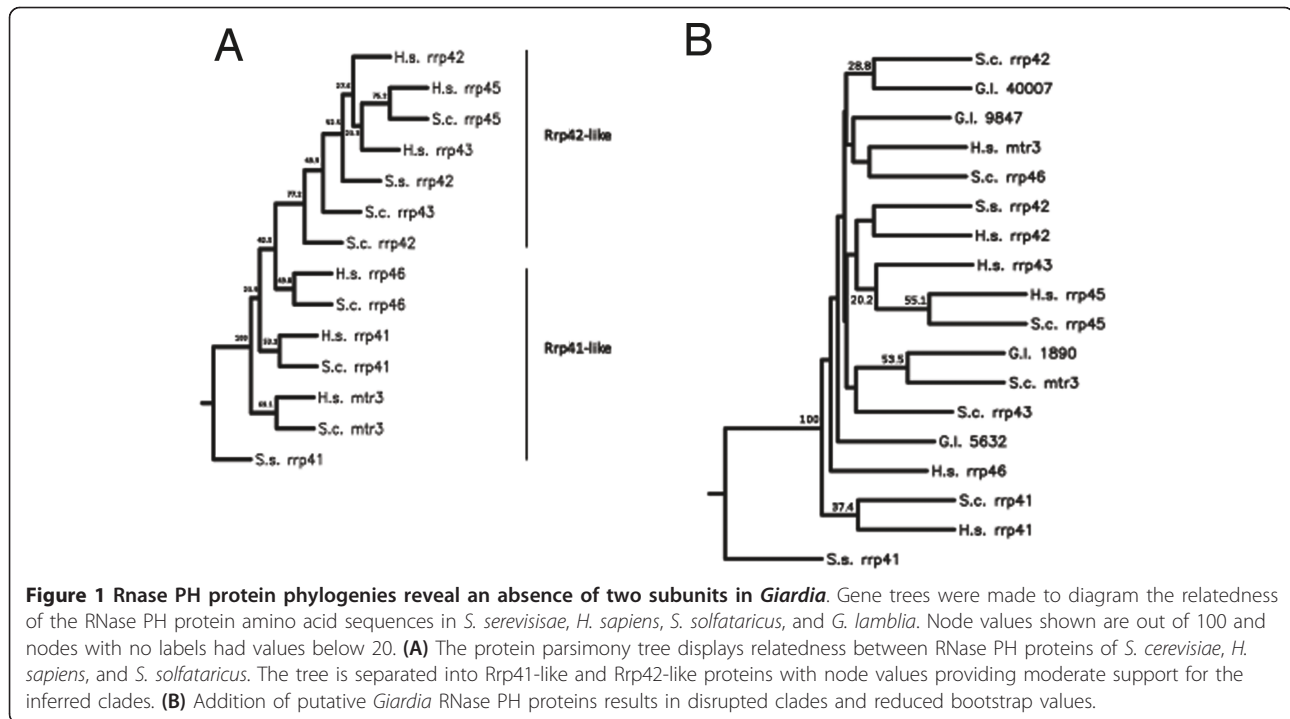 A
H.s. rrp42
H.s. rrp45
S.c. rrp45
H.s. rrp43
S.s. rrp42
S.c. rrp43
S.c. rrp42
H.s. rrp46
S.c. rrp46
H.s. rrp41
S.c. rrp41
H.s. mtr3
S.c. mtr3
S.s. rrp41
Rrp42-like
Rrp41-like
B
S.c. rrp42
28.8
G.l. 40007
G.l. 9847
H.s. mtr3
S.c. rrp46
S.s. rrp42
H.s. rrp42
H.s. rrp43
20.2
H.s. rrp45
55.1
S.c. rrp45
G.l. 1890
53.5
S.c. mtr3
S.c. rrp43
G.l. 5632
100
H.s. rrp46
S.c. rrp41
37.4
H.s. rrp41
S.s. rrp41
Figure 1 Rnase PH protein phylogenies reveal an absence of two subunits in Giardia. Gene trees were made to diagram the relatedness
of the RNase PH protein amino acid sequences in S. serevisisae, H. sapiens, S. solfataricus, and G. lamblia. Node values shown are out of 100 and
nodes with no labels had values below 20. (A) The protein parsimony tree displays relatedness between RNase PH proteins of S. cerevisiae, H.
sapiens, and S. solfataricus. The tree is separated into Rrp41-like and Rrp42-like proteins with node values providing moderate support for the
inferred clades. (B) Addition of putative Giardia RNase PH proteins results in disrupted clades and reduced bootstrap values.